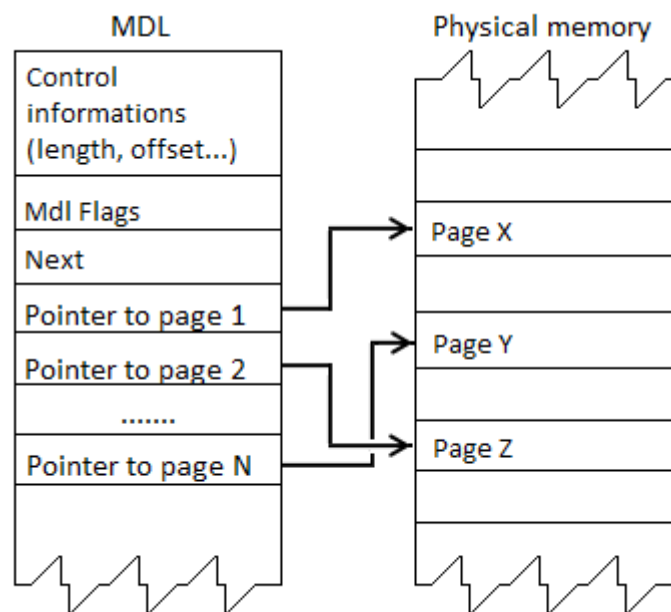 MDL
Control
informations
(length, offset...)
Mdl Flags
Next
Pointer to page 1
Pointer to page 2
.......
Pointer to page N
Physical memory
Page X
Page Y
Page Z